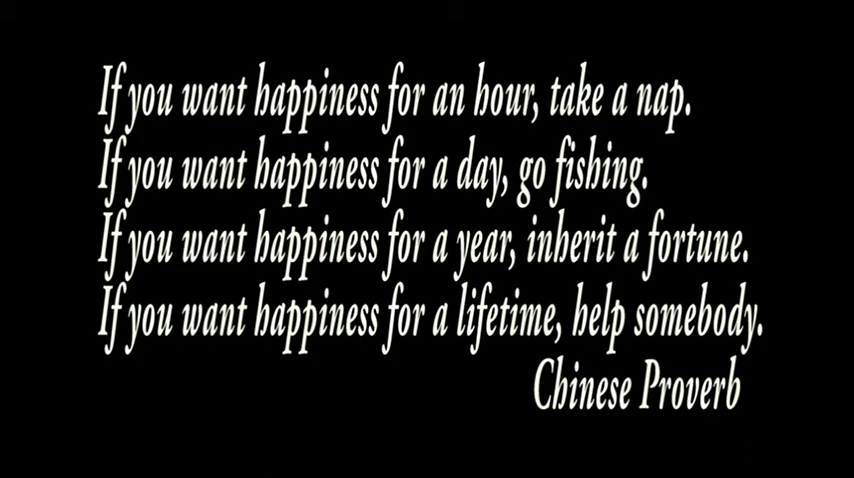 If you want happiness for an hour, take a nap.
If you want happiness for a day, go fishing.
If you want happiness for a year, inherit a fortune.
If you want happiness for a lifetime, help somebody.
Chinese Proverb